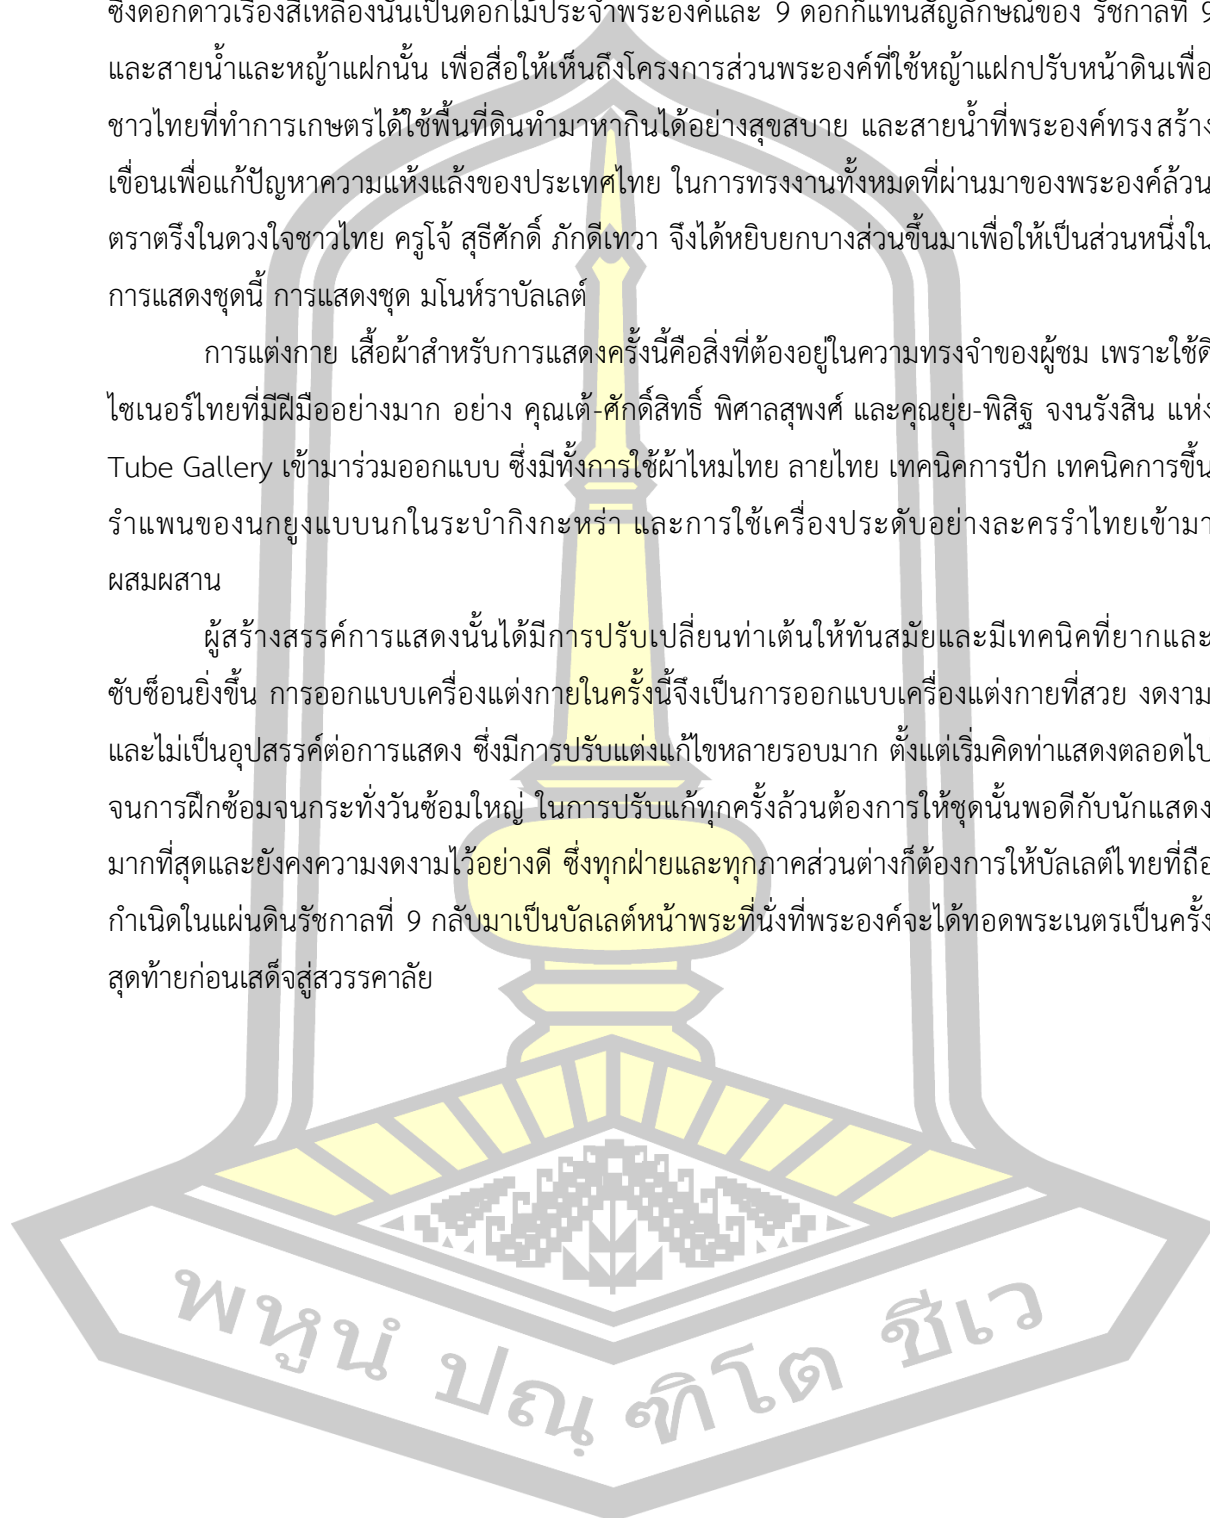 ซึ่งดอกดาวเรืองสีเหลืองนั้นเป็นดอกไม้ประจำพระองค์และ 9 ดอกก็แทนสัญลักษณ์ของ รัชกาลที่ 9
และสายน้ำและหญ้าแฝกนั้น เพื่อสื่อให้เห็นถึงโครงการส่วนพระองค์ที่ใช้หญ้าแฝกปรับหน้าดินเพื่อ
ชาวไทยที่ทำการเกษตรได้ใช้พื้นที่ดินทำมาหากินได้อย่างสุขสบาย และสายน้ำที่พระองค์ทรงสร้าง
เขื่อนเพื่อแก้ปัญหาความแห้งแล้งของประเทศไทย ในการทรงงานทั้งหมดที่ผ่านมาของพระองค์ล้วน
ตราตรึงในดวงใจชาวไทย ครูโจ้ สุธีศักดิ์ ภักดีเทวา จึงได้หยิบยกบางส่วนขึ้นมาเพื่อให้เป็นส่วนหนึ่งใน
การแสดงชุดนี้ การแสดงชุด มโนห์ราบัลเลต์
การแต่งกาย เสื้อผ้าสำหรับการแสดงครั้งนี้คือสิ่งที่ต้องอยู่ในความทรงจำของผู้ชม เพราะใช้ดี
ไซเนอร์ไทยที่มีฝีมืออย่างมาก อย่าง คุณเต้-ศักดิ์สิทธิ์ พิศาลสุพงศ์ และคุณยุ่ย-พิสิฐ จงนรังสิน แห่ง
Tube Gallery เข้ามาร่วมออกแบบ ซึ่งมีทั้งการใช้ผ้าไหมไทย ลายไทย เทคนิคการปัก เทคนิคการขึ้น
รำแพนของนกยูงแบบนกในระบำกิงกะหร่า และการใช้เครื่องประดับอย่างละครรำไทยเข้ามา
ผสมผสาน
ผู้สร้างสรรค์การแสดงนั้นได้มีการปรับเปลี่ยนท่าเต้นให้ทันสมัยและมีเทคนิคที่ยากและ
ซับซ้อนยิ่งขึ้น การออกแบบเครื่องแต่งกายในครั้งนี้จึงเป็นการออกแบบเครื่องแต่งกายที่สวย งดงาม
และไม่เป็นอุปสรรค์ต่อการแสดง ซึ่งมีการปรับแต่งแก้ไขหลายรอบมาก ตั้งแต่เริ่มคิดท่าแสดงตลอดไป
จนการฝึกซ้อมจนกระทั่งวันซ้อมใหญ่ ในการปรับแก้ทุกครั้งล้วนต้องการให้ชุดนั้นพอดีกับนักแสดง
มากที่สุดและยังคงความงดงามไว้อย่างดี ซึ่งทุกฝ่ายและทุกภาคส่วนต่างก็ต้องการให้บัลเลต์ไทยที่ถือ
กำเนิดในแผ่นดินรัชกาลที่ 9 กลับมาเป็นบัลเลต์หน้าพระที่นั่งที่พระองค์จะได้ทอดพระเนตรเป็นครั้ง
สุดท้ายก่อนเสด็จสู่สวรรคาลัย
พหูนํ ปณฺฑิโต ชีเว